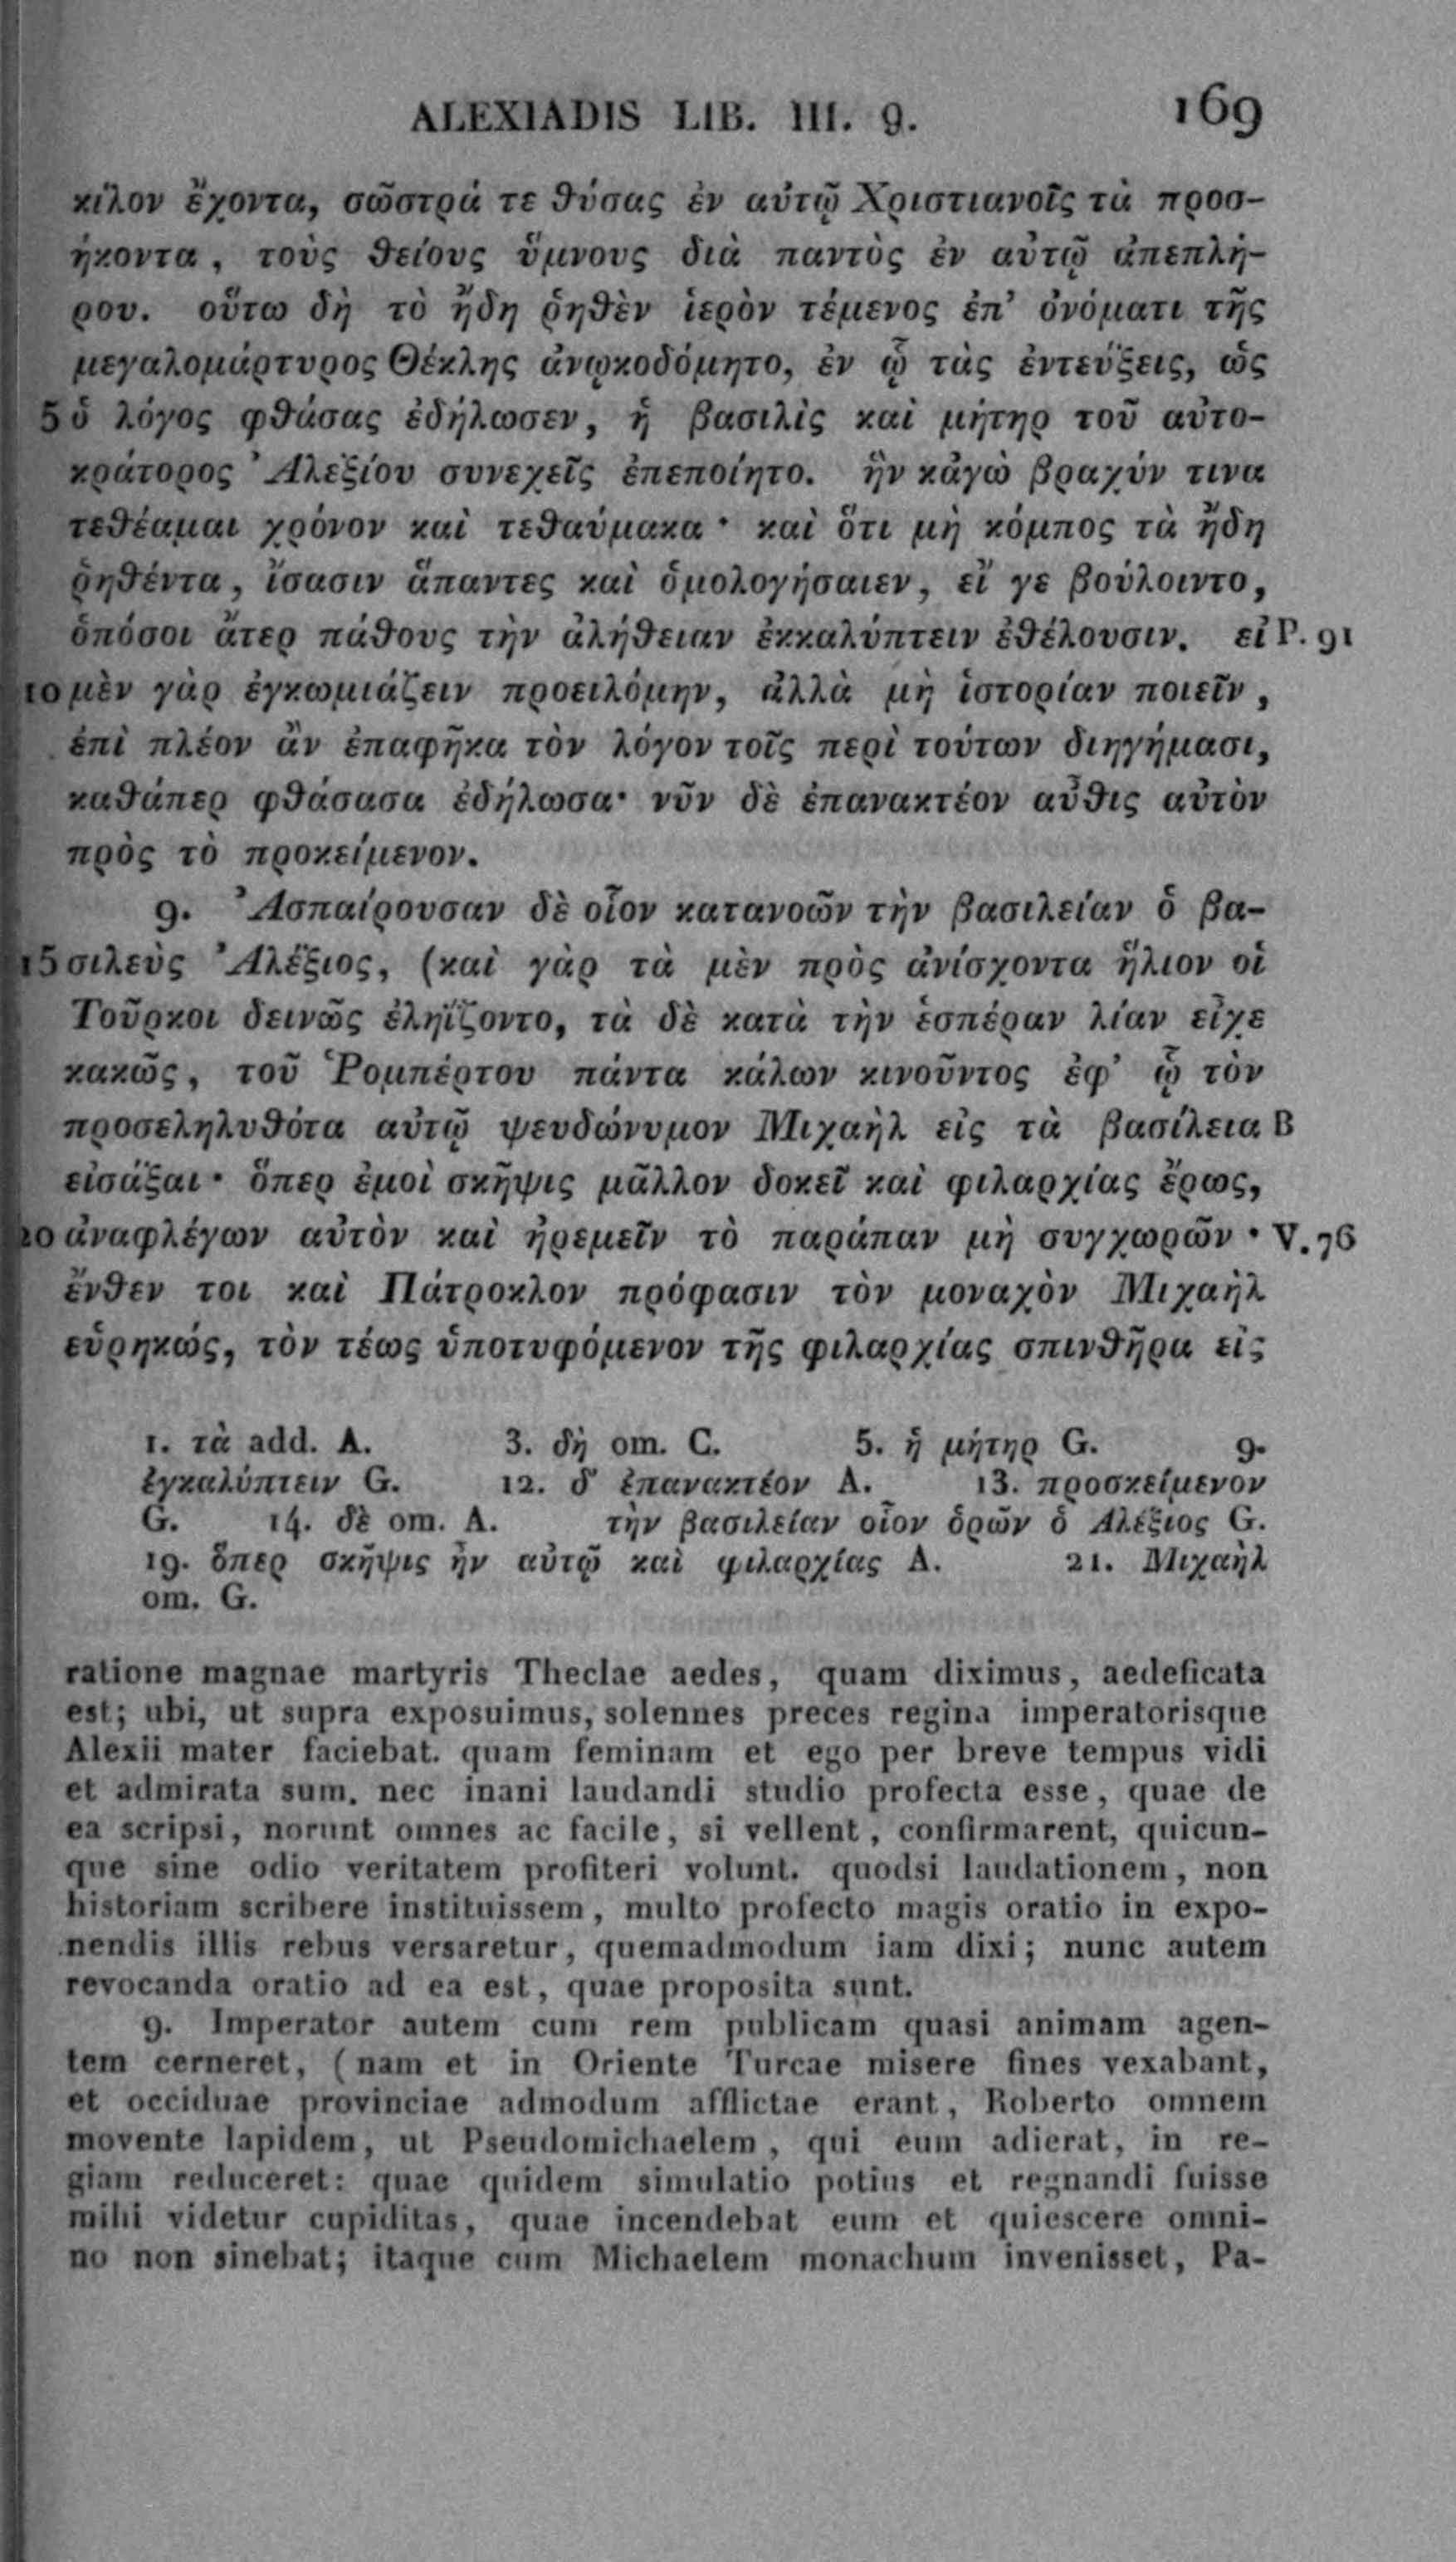 ALEXIADIS LIB. III. 9. 169
κίλον ἔχοντα, σῶστρά τε θύσας ἐν αὐτῷ Χριστιανοῖς τὰ προσ-
ήκοντα, τοὺς θείους ὕμνους διὰ παντὸς ἐν αὐτῷ ἀπεπλή-
ρου. οὕτω δὴ τὸ ἤδη ῥηθὲν ἱερὸν τέμενος ἐπ’ ὀνόματι τῆς
μεγαλομάρτυρος Θέκλης ἀνῳκοδόμητο, ἐν ᾧ τὰς ἐντεύξεις, ὡς
5 ὁ λόγος φθάσας ἐδήλωσεν, ἡ βασιλὶς καὶ μήτηρ τοῦ αὐτο-
κράτορος Ἀλεξίου συνεχεῖς ἐπεποίητο. ἣν κἀγὼ βραχύν τινα
τεθέαμαι χρόνον καὶ τεθαύμακα· καὶ ὅτι μὴ κόμπος τὰ ἤδη
ῥηθέντα, ἴσασιν ἅπαντες καὶ ὁμολογήσαιεν, εἴ γε βούλοιντο,
ὁπόσοι ἄτερ πάθους τὴν ἀλήθειαν ἐκκαλύπτειν ἐθέλουσιν. εἰ P. 91
10 μὲν γὰρ ἐγκωμιάζειν προειλόμην, ἀλλὰ μὴ ἱστορίαν ποιεῖν,
ἐπὶ πλέον ἂν ἐπαφῆκα τὸν λόγον τοῖς περὶ τούτων διηγήμασι,
καθάπερ φθάσασα ἐδήλωσα· νῦν δὲ ἐπανακτέον αὖθις αὐτὸν
πρὸς τὸ προκείμενον.
9. Ἀσπαίρουσαν δὲ οἷον κατανοῶν τὴν βασιλείαν ὁ βα-
15 σιλεὺς Ἀλέξιος, (καὶ γὰρ τὰ μὲν πρὸς ἀνίσχοντα ἥλιον οἱ
Τοῦρκοι δεινῶς ἐληΐζοντο, τὰ δὲ κατὰ τὴν ἑσπέραν λίαν εἶχε
κακῶς, τοῦ Ῥομπέρτου πάντα κάλων κινοῦντος ἐφ’ ᾧ τὸν
προσεληλυθότα αὐτῷ ψευδώνυμον Μιχαὴλ εἰς τὰ βασίλεια B
εἰσάξαι· ὅπερ ἐμοὶ σκῆψις μᾶλλον δοκεῖ καὶ φιλαρχίας ἔρως,
20 ἀναφλέγων αὐτὸν καὶ ἠρεμεῖν τὸ παράπαν μὴ συγχωρῶν· V. 76
ἔνθεν τοι καὶ Πάτροκλον πρόφασιν τὸν μοναχὸν Μιχαὴλ
εὑρηκώς, τὸν τέως ὑποτυφόμενον τῆς φιλαρχίας σπινθῆρα εἰς
1. τὰ add. A. 3. δὴ om. C. 5. ἡ μήτηρ G. 9.
ἐγκαλύπτειν G. 12. δ’ ἐπανακτέον A. 13. προσκείμενον
G. 14. δὲ om. A. τὴν βασιλείαν οἷον ὁρῶν ὁ Ἀλέξιος G.
19. ὅπερ σκῆψις ἦν αὐτῷ καὶ φιλαρχίας A. 21. Μιχαὴλ
om. G.
ratione magnae martyris Theclae aedes, quam diximus, aedeficata
est; ubi, ut supra exposuimus, solennes preces regina imperatorisque
Alexii mater faciebat. quam feminam et ego per breve tempus vidi
et admirata sum. nec inani laudandi studio profecta esse, quae de
ea scripsi, norunt omnes ac facile, si vellent, confirmarent, quicun-
que sine odio veritatem profiteri volunt. quodsi laudationem, non
historiam scribere instituissem, multo profecto magis oratio in expo-
nendis illis rebus versaretur, quemadmodum iam dixi; nunc autem
revocanda oratio ad ea est, quae proposita sunt.
9. Imperator autem cum rem publicam quasi animam agen-
tem cerneret, (nam et in Oriente Turcae misere fines vexabant,
et occiduae provinciae admodum afflictae erant, Roberto omnem
movente lapidem, ut Pseudomichaelem, qui eum adierat, in re-
giam reduceret: quae quidem simulatio potius et regnandi fuisse
mihi videtur cupiditas, quae incendebat eum et quiescere omni-
no non sinebat; itaque cum Michaelem monachum invenisset, Pa-